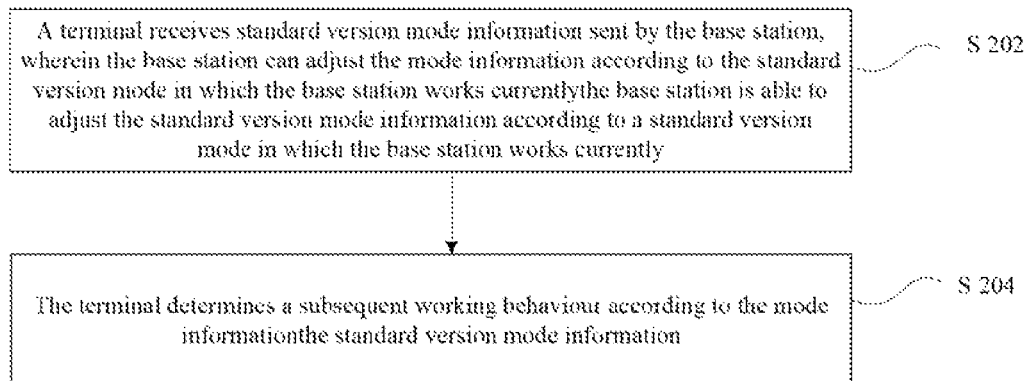 A terminal receives standard version mode information sent by the base station,
wherein the base station can adjust the mode information according to the standard
version mode in which the base station works currentlythe base station is able to
adjust the standard version mode information according to a standard version
mode in which the base station works currently
S 202
The terminal determines a subsequent working behaviour according to the mode
informationthe standard version mode information
S 204